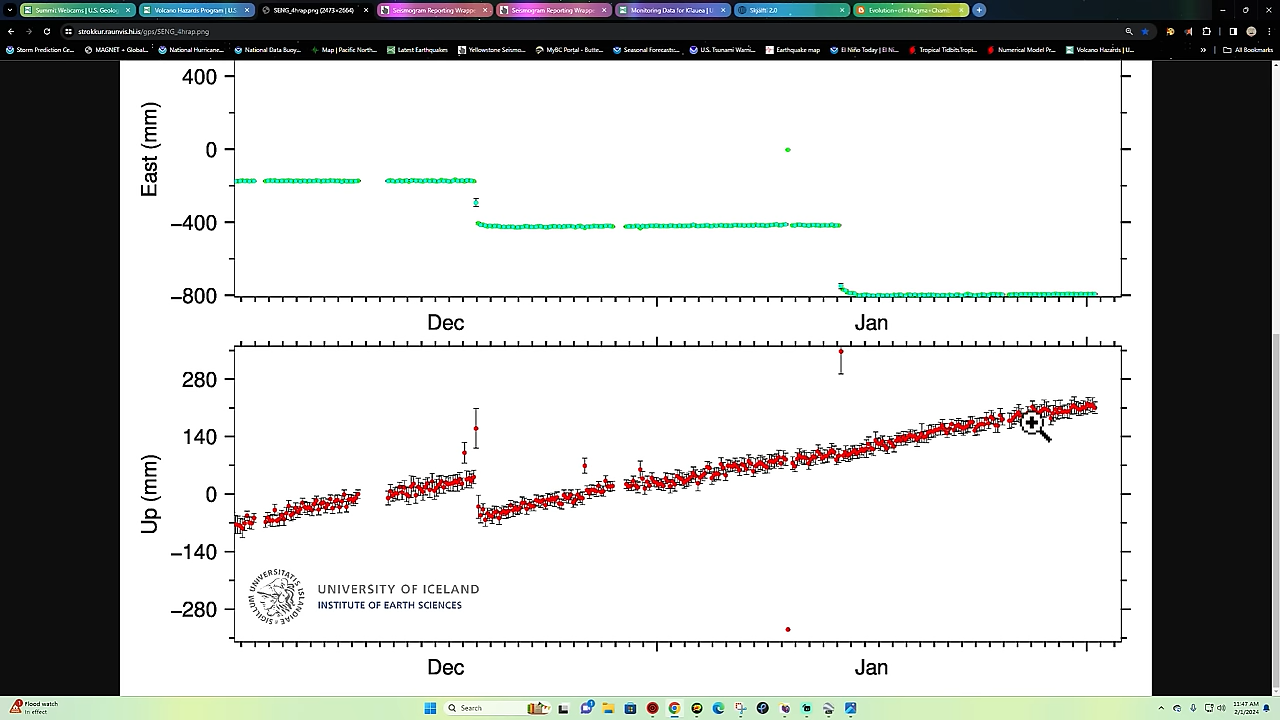 Summit Webcams | U.S. Geolog
Volcano Hazards Program | U.S
SENG_4hrap.png (2473×2664)
Seismogram Reporting Wrappe
Seismogram Reporting Wrappe
Monitoring Data for Kīlauea | U
Skjálfti 2.0
Evolution+of+Magma+Chamb
strokkur.raunvis.hi.is/gps/SENG_4hrap.png
Storm Prediction Ce...
MAGNET + Global...
National Hurrican...
National Data Buoy...
Map | Pacific North...
Latest Earthquakes
Yellowstone Seismo...
MyBC Portal - Butte...
Seasonal Forecasts:...
U.S. Tsunami Warni...
Earthquake map
El Niño Today | El Ni...
Tropical TidbitsTropi...
Numerical Model Pr...
Volcano Hazards | U...
All Bookmarks
East (mm)
400
0
−400
−800
Dec
Jan
Up (mm)
280
140
0
−140
−280
UNIVERSITY OF ICELAND
INSTITUTE OF EARTH SCIENCES
Dec
Jan
Flood watch
In effect
Search
11:47 AM
2/1/2024